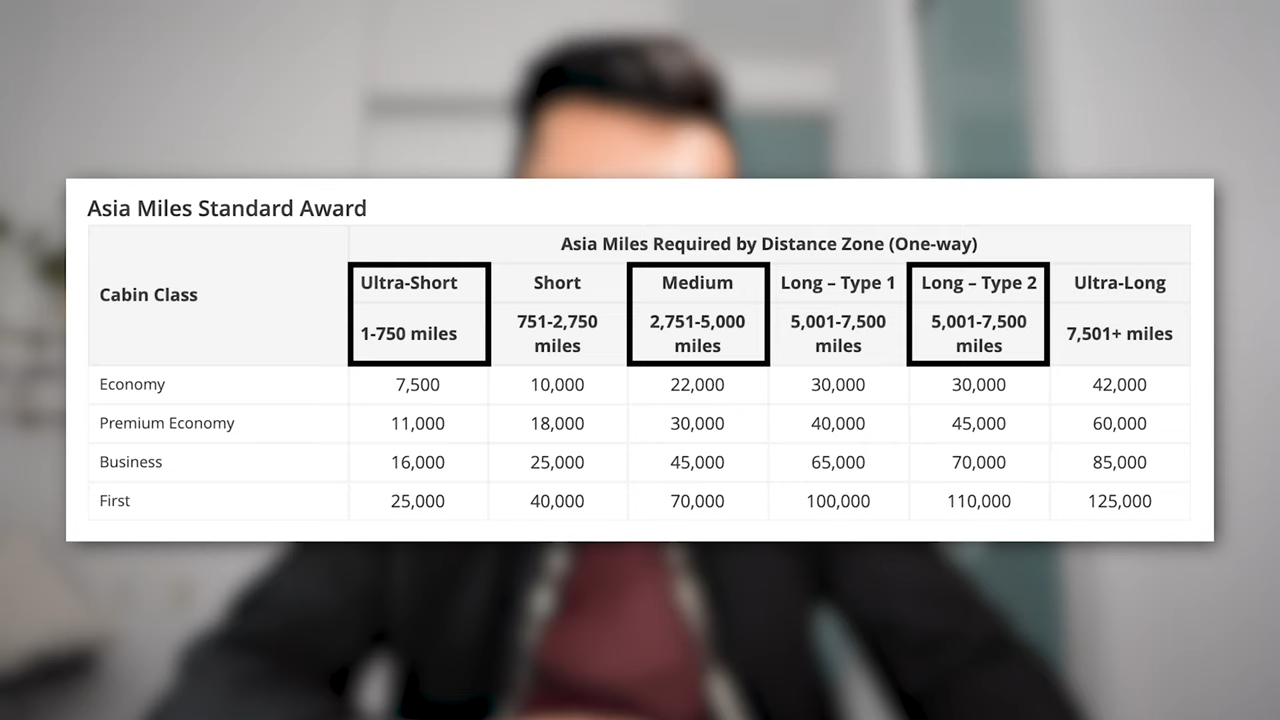 Asia Miles Standard Award
Asia Miles Required by Distance Zone (One-way)
Cabin Class
Ultra-Short Short Medium Long – Type 1 Long – Type 2 Ultra-Long
1-750 miles 751-2,750 miles 2,751-5,000 miles 5,001-7,500 miles 5,001-7,500 miles 7,501+ miles
Economy 7,500 10,000 22,000 30,000 30,000 42,000
Premium Economy 11,000 18,000 30,000 40,000 45,000 60,000
Business 16,000 25,000 45,000 65,000 70,000 85,000
First 25,000 40,000 70,000 100,000 110,000 125,000